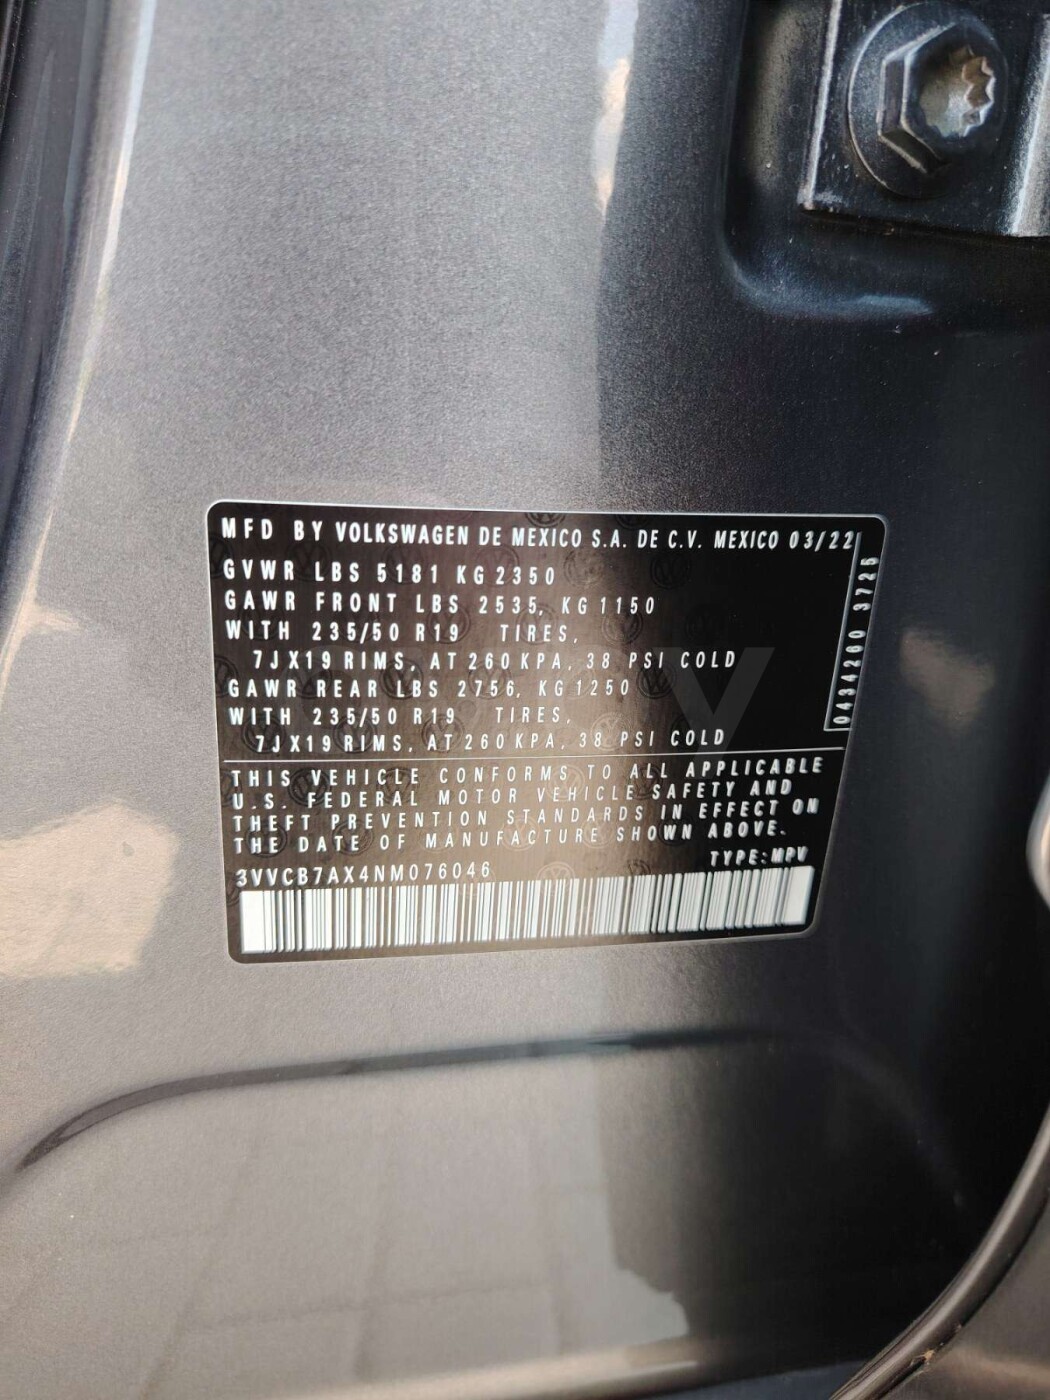 MFD BY VOLKSWAGEN DE MEXICO S.A. DE C.V. MEXICO 03/22
GVWR LBS 5181 KG 2350
GAWR FRONT LBS 2535, KG 1150
WITH 235/50 R19 TIRES,
7JX19 RIMS, AT 260 KPA, 38 PSI COLD
GAWR REAR LBS 2756, KG 1250
WITH 235/50 R19 TIRES,
7JX19 RIMS, AT 260 KPA, 38 PSI COLD
0434260 3725
THIS VEHICLE CONFORMS TO ALL APPLICABLE
U.S. FEDERAL MOTOR VEHICLE SAFETY AND
THEFT PREVENTION STANDARDS IN EFFECT ON
THE DATE OF MANUFACTURE SHOWN ABOVE.
TYPE: MPV
3VVCB7AX4NM076046